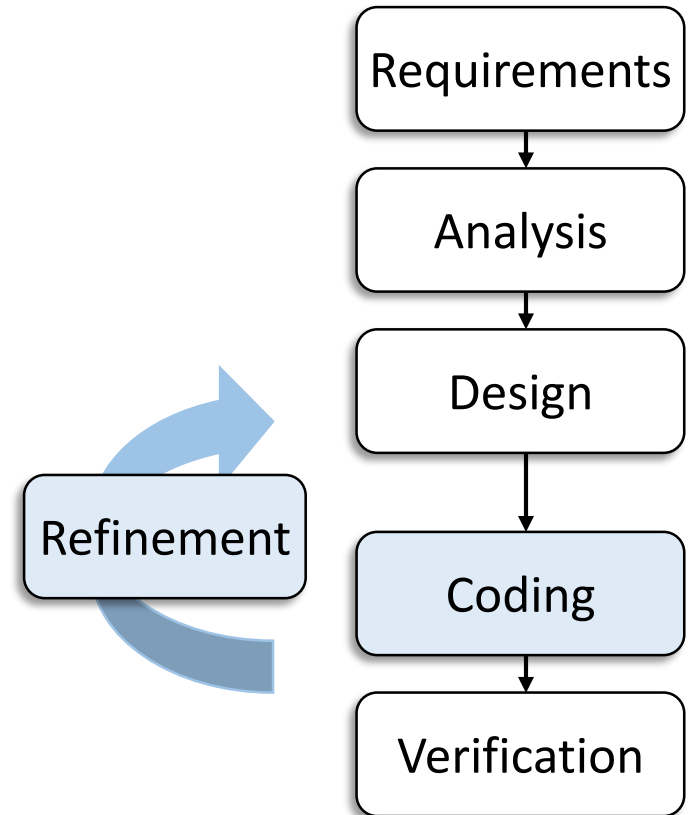 Requirements
Analysis
Design
Refinement
Coding
Verification